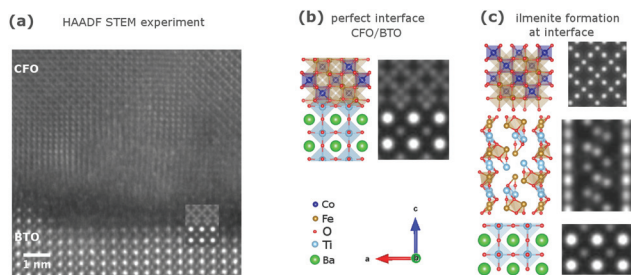 (a) HAADF STEM experiment
CFO
BTO
1 nm
(b) perfect interface
CFO/BTO
Co
Fe
O
Ti
Ba
c
a
(c) ilmenite formation
at interface